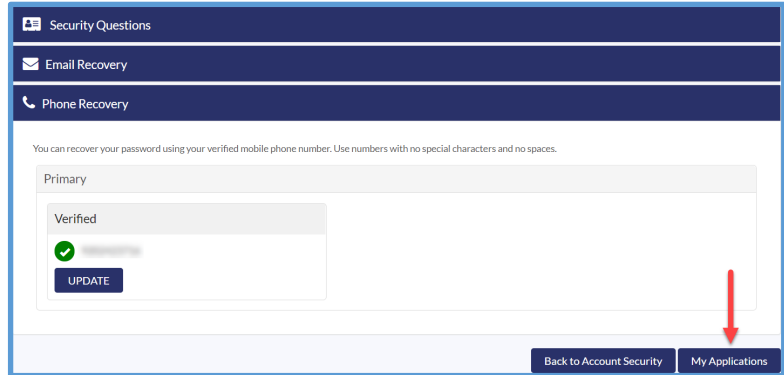 Security Questions
Email Recovery
Phone Recovery
You can recover your password using your verified mobile phone number. Use numbers with no special characters and no spaces.
Primary
Verified
UPDATE
Back to Account Security
My Applications